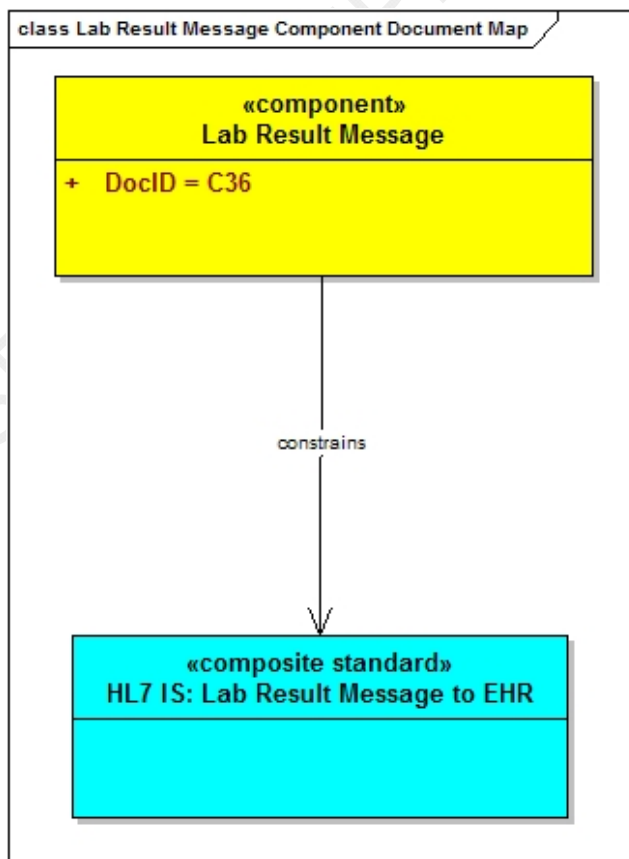 class Lab Result Message Component Document Map
«component»
Lab Result Message
+ DocID = C36
constrains
«composite standard»
HL7 IS: Lab Result Message to EHR